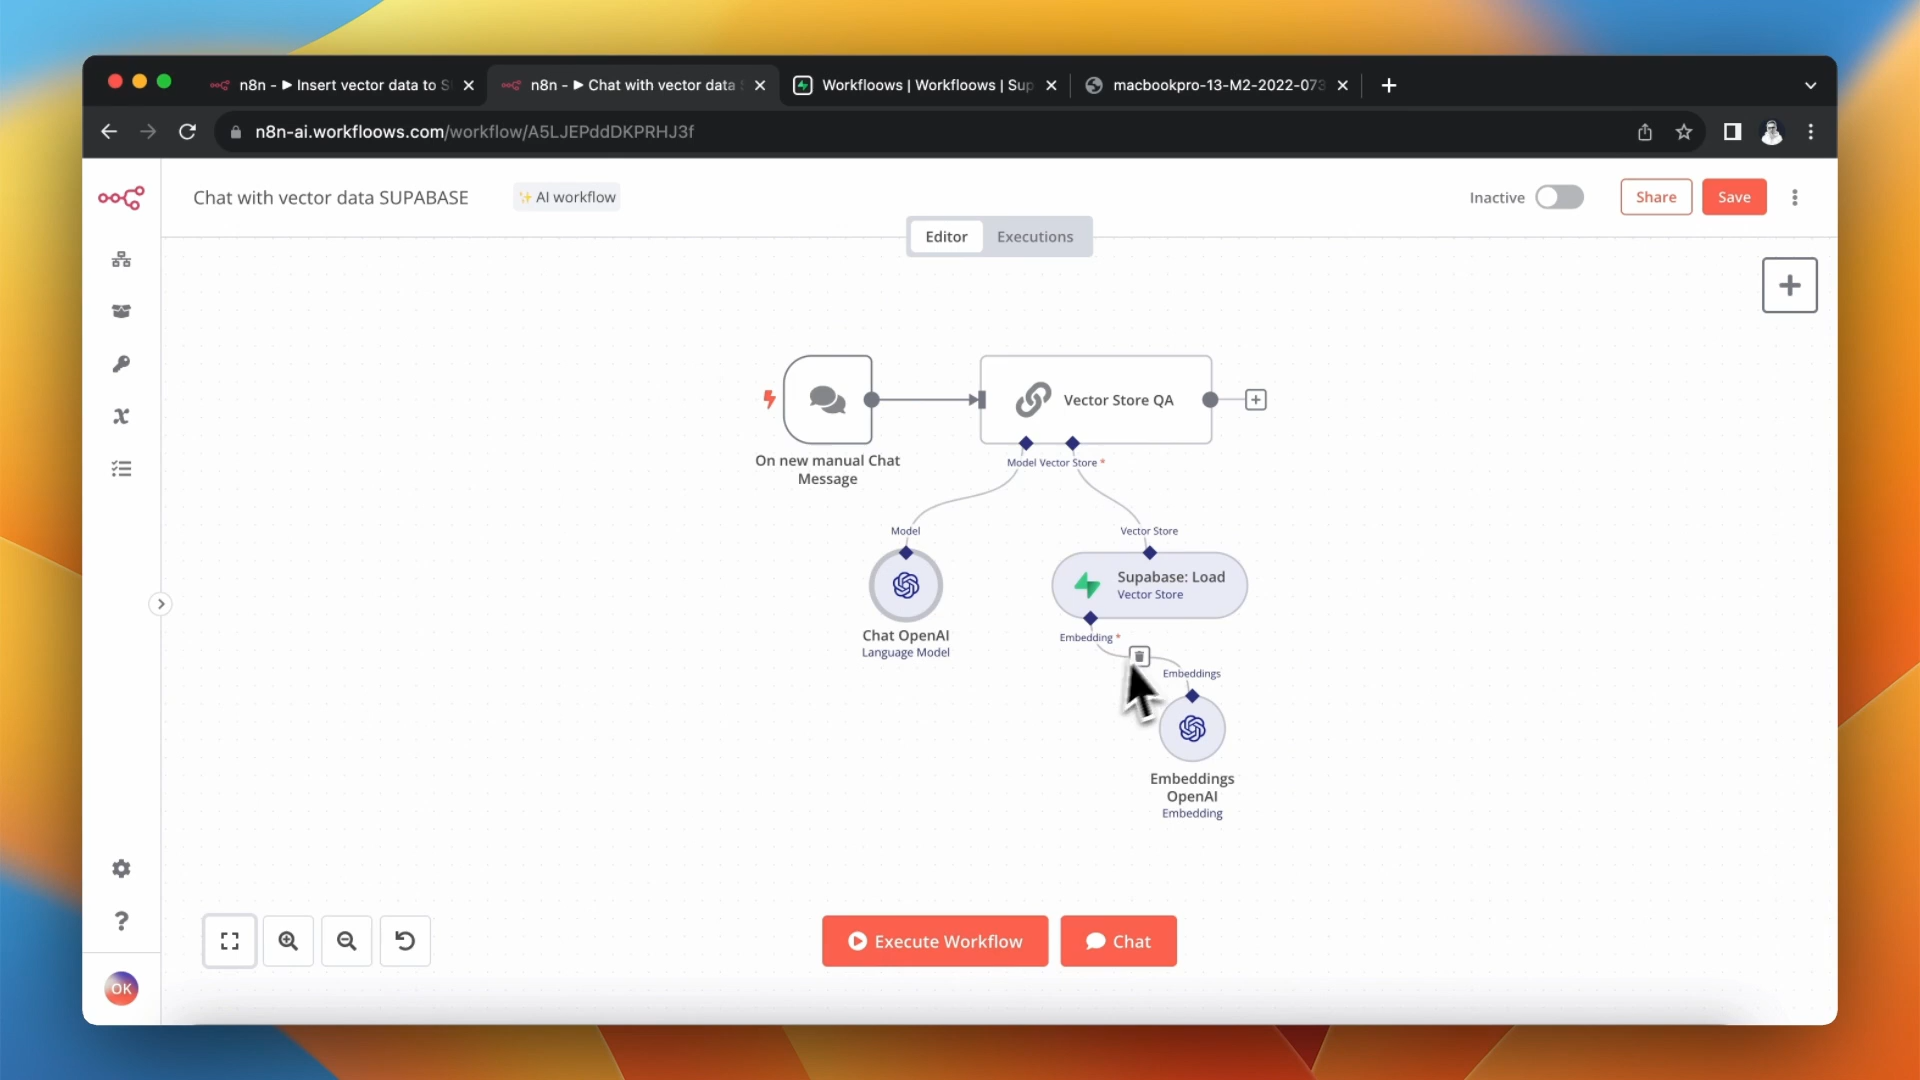 n8n - ▶ Insert vector data to S
n8n - ▶ Chat with vector data
Workfloows | Workfloows | Sup
macbookpro-13-M2-2022-073
n8n-ai.workfloows.com/workflow/A5LJEPddDKPRHJ3f
Chat with vector data SUPABASE
✨ AI workflow
Inactive
Share
Save
Editor
Executions
Vector Store QA
On new manual Chat
Message
Model Vector Store *
Model
Vector Store
Supabase: Load
Vector Store
Embedding *
Chat OpenAI
Language Model
Embeddings
Embeddings
OpenAI
Embedding
Execute Workflow
Chat
OK